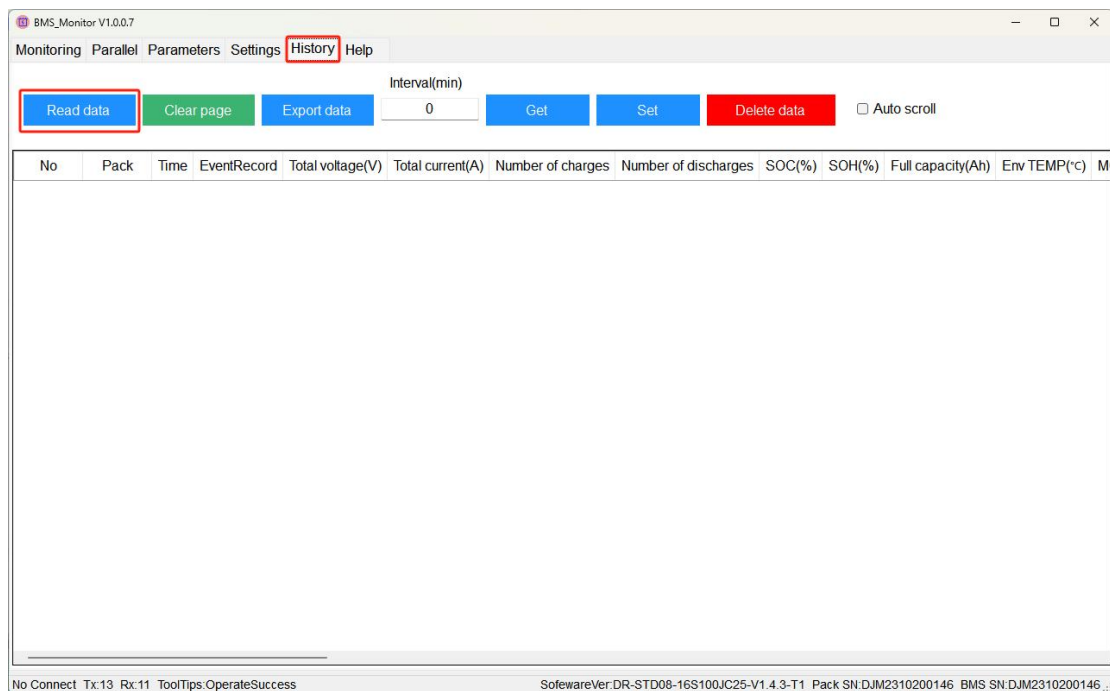 BMS_Monitor V1.0.0.7
Monitoring Parallel Parameters Settings History Help
Interval(min)
Read data Clear page Export data 0 Get Set Delete data Auto scroll
No Pack Time EventRecord Total voltage(V) Total current(A) Number of charges Number of discharges SOC(%) SOH(%) Full capacity(Ah) Env TEMP(℃) M
No Connect Tx:13 Rx:11 ToolTips:OperateSuccess SofewareVer:DR-STD08-16S100JC25-V1.4.3-T1 Pack SN:DJM2310200146 BMS SN:DJM2310200146